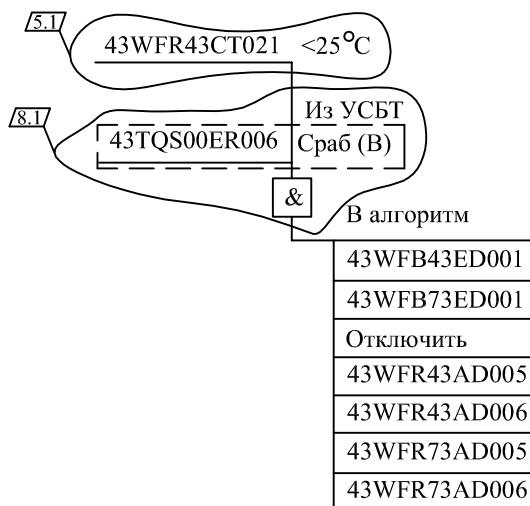 5.1
43WFR43CT021 <25°C
8.1
Из УСБТ
43TQS00ER006 Сраб (В)
&
В алгоритм
43WFB43ED001
43WFB73ED001
Отключить
43WFR43AD005
43WFR43AD006
43WFR73AD005
43WFR73AD006